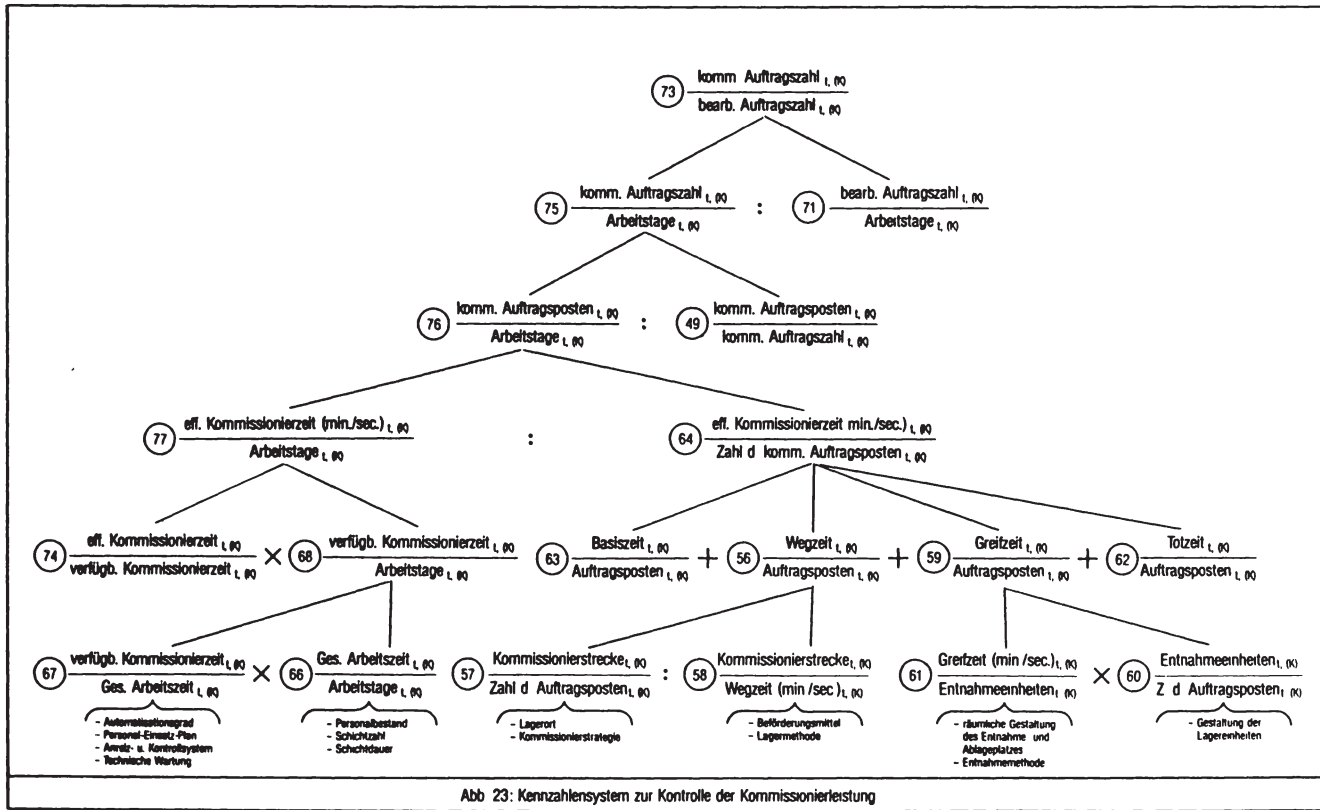 73 komm Auftragszahl t, (K)
bearb. Auftragszahl t, (K)
75 komm. Auftragszahl t, (K) : 71 bearb. Auftragszahl t, (K)
Arbeitstage t, (K) Arbeitstage t, (K)
76 komm. Auftragsposten t, (K) : 49 komm. Auftragsposten t, (K)
Arbeitstage t, (K) komm. Auftragszahl t, (K)
77 eff. Kommissionierzeit (min./sec.) t, (K) : 64 eff. Kommissionierzeit min./sec.) t, (K)
Arbeitstage t, (K) Zahl d komm. Auftragsposten t, (K)
74 eff. Kommissionierzeit t, (K) × 68 verfügb. Kommissionierzeit t, (K) 63 Basiszeit t, (K) + 56 Wegzeit t, (K) + 59 Greifzeit t, (K) + 62 Totzeit t, (K)
verfügb. Kommissionierzeit t, (K) Arbeitstage t, (K) Auftragsposten t, (K) Auftragsposten t, (K) Auftragsposten t, (K) Auftragsposten t, (K)
67 verfügb. Kommissionierzeit t, (K) × 66 Ges. Arbeitszeit t, (K) 57 Kommissionierstrecke t, (K) : 58 Kommissionierstrecke t, (K) 61 Greifzeit (min /sec.) t, (K) × 60 Entnahmeeinheiten t, (K)
Ges. Arbeitszeit t, (K) Arbeitstage t, (K) Zahl d Auftragsposten t, (K) Wegzeit (min /sec ) t, (K) Entnahmeeinheiten t (K) Z d Auftragsposten t (K)
- Automatisationsgrad
- Personal-Einsatz-Plan
- Anreiz- u. Kontrollsystem
- Technische Wartung
- Personalbestand
- Schichtzahl
- Schichtdauer
- Lagerort
- Kommissionierstrategie
- Beförderungsmittel
- Lagermethode
- räumliche Gestaltung
des Entnahme und
Ablageplatzes
- Entnahmemethode
- Gestaltung der
Lagereinheiten
Abb 23: Kennzahlensystem zur Kontrolle der Kommissionierleistung